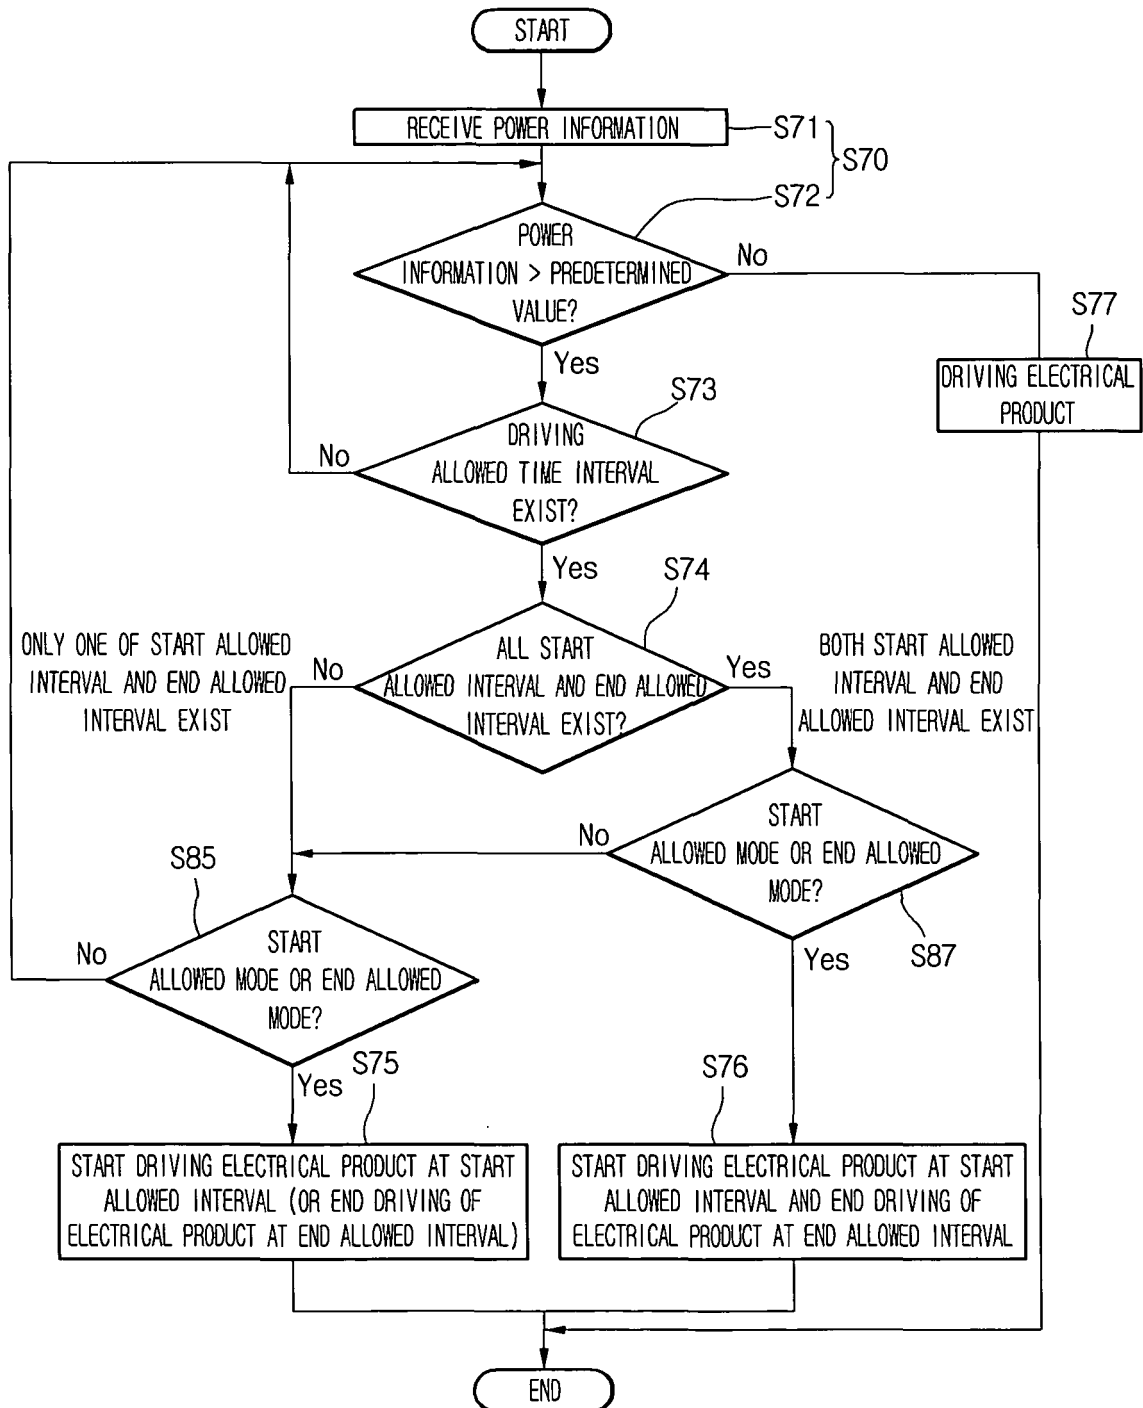 START
RECEIVE POWER INFORMATION
S71
S70
S72
POWER
INFORMATION > PREDETERMINED
VALUE?
No
S77
DRIVING ELECTRICAL
PRODUCT
Yes
S73
DRIVING
ALLOWED TIME INTERVAL
EXIST?
No
Yes
S74
ONLY ONE OF START ALLOWED
INTERVAL AND END ALLOWED
INTERVAL EXIST
No
ALL START
ALLOWED INTERVAL AND END ALLOWED
INTERVAL EXIST?
Yes
BOTH START ALLOWED
INTERVAL AND END
ALLOWED INTERVAL EXIST
START
ALLOWED MODE OR END ALLOWED
MODE?
No
S87
Yes
S85
START
ALLOWED MODE OR END ALLOWED
MODE?
No
Yes
S75
START DRIVING ELECTRICAL PRODUCT AT START
ALLOWED INTERVAL (OR END DRIVING OF
ELECTRICAL PRODUCT AT END ALLOWED INTERVAL)
S76
START DRIVING ELECTRICAL PRODUCT AT START
ALLOWED INTERVAL AND END DRIVING OF
ELECTRICAL PRODUCT AT END ALLOWED INTERVAL
END